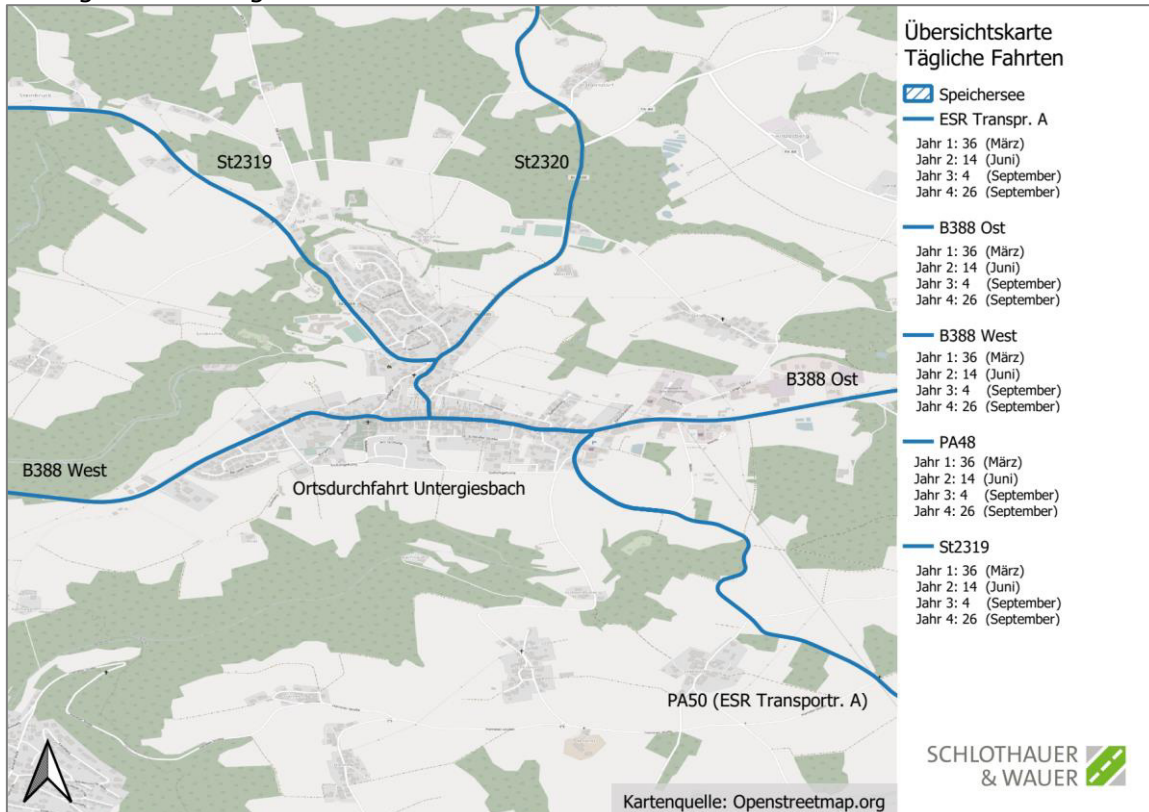 Übersichtskarte
Tägliche Fahrten
Speichersee
ESR Transpr. A
Jahr 1: 36 (März)
Jahr 2: 14 (Juni)
Jahr 3: 4 (September)
Jahr 4: 26 (September)
B388 Ost
Jahr 1: 36 (März)
Jahr 2: 14 (Juni)
Jahr 3: 4 (September)
Jahr 4: 26 (September)
B388 West
Jahr 1: 36 (März)
Jahr 2: 14 (Juni)
Jahr 3: 4 (September)
Jahr 4: 26 (September)
PA48
Jahr 1: 36 (März)
Jahr 2: 14 (Juni)
Jahr 3: 4 (September)
Jahr 4: 26 (September)
St2319
Jahr 1: 36 (März)
Jahr 2: 14 (Juni)
Jahr 3: 4 (September)
Jahr 4: 26 (September)
St2319
St2320
B388 Ost
B388 West
Ortsdurchfahrt Untergiesbach
PA50 (ESR Transportr. A)
Kartenquelle: Openstreetmap.org
SCHLOTHAUER
& WAUER